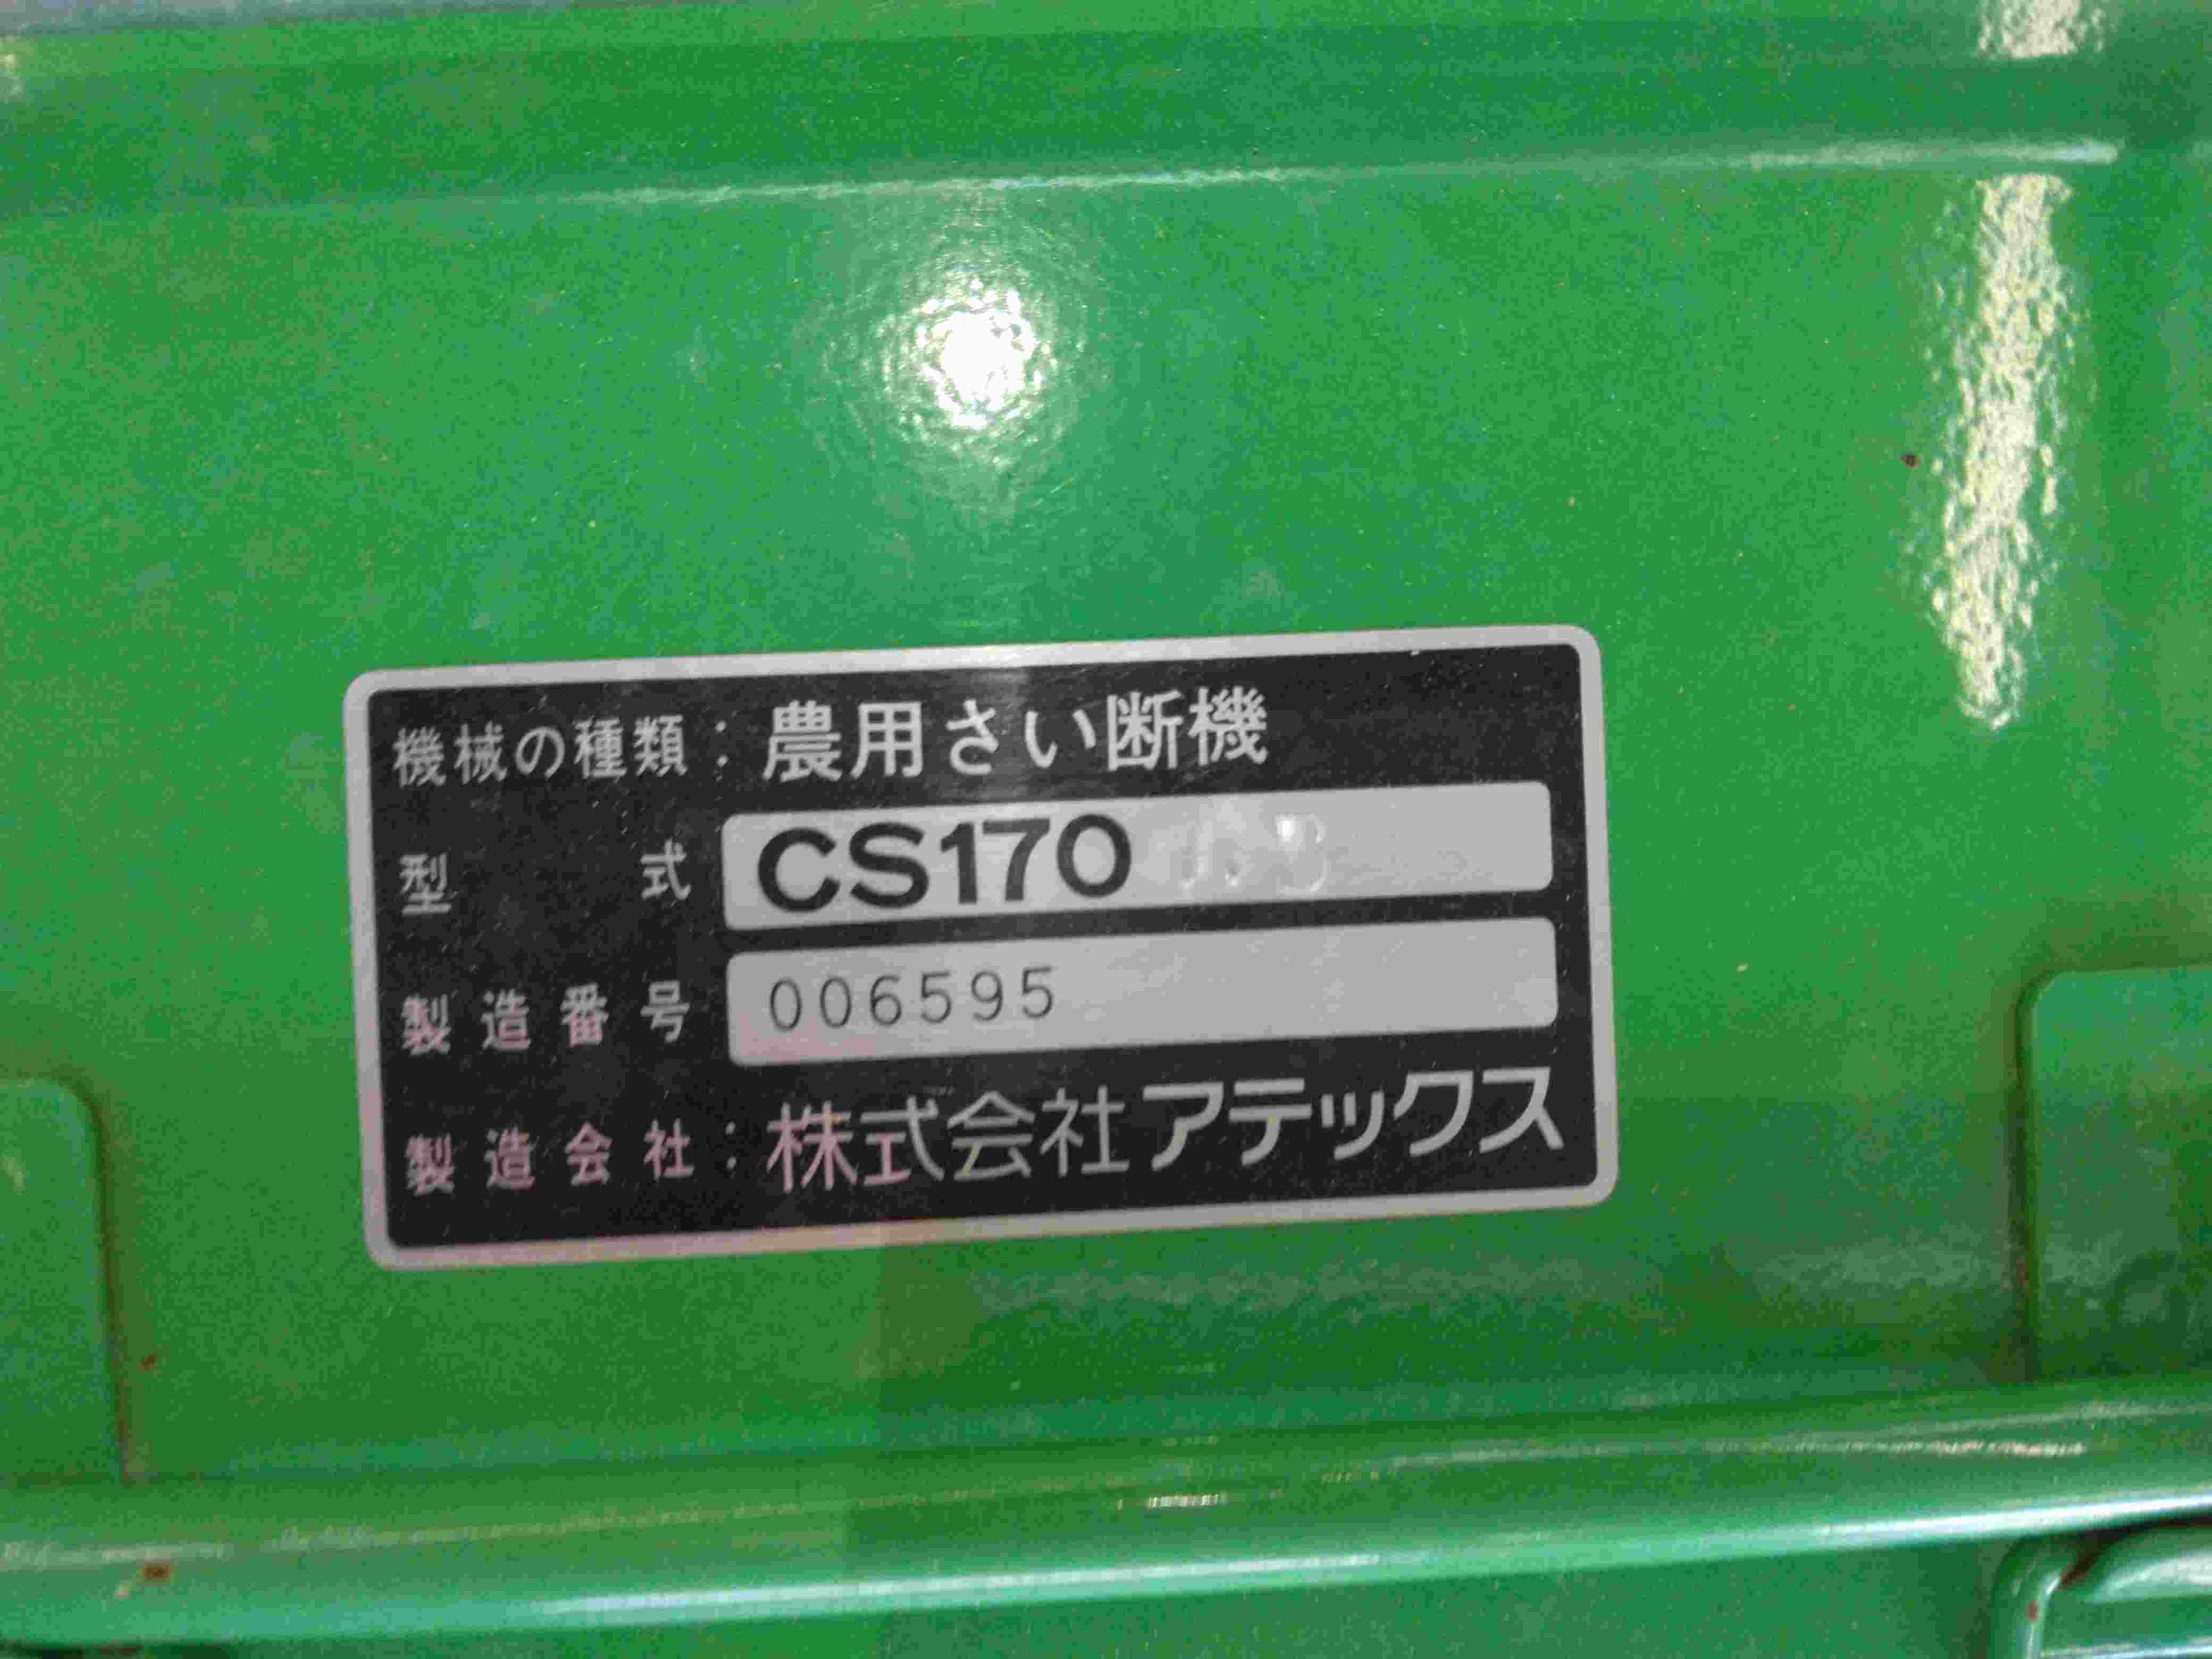 機械の種類：農用さい断機
型式 CS170
製造番号 006595
製造会社：株式会社アテックス